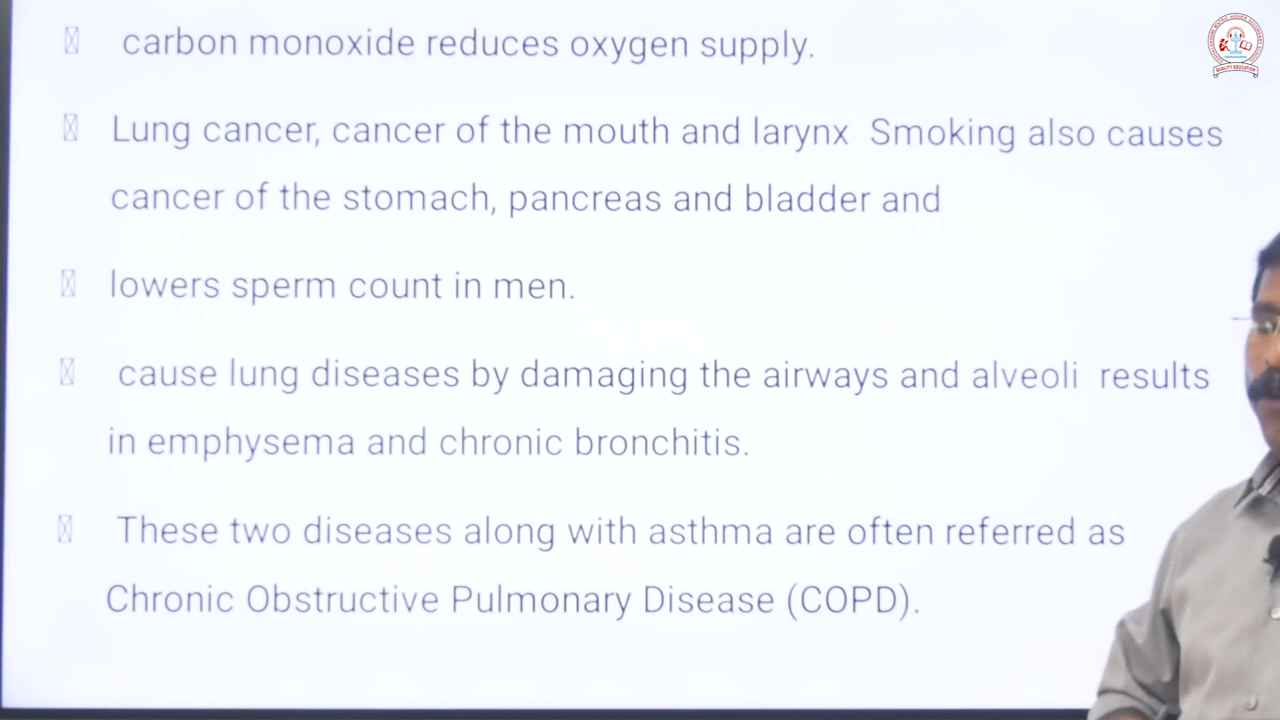 carbon monoxide reduces oxygen supply.
Lung cancer, cancer of the mouth and larynx Smoking also causes
cancer of the stomach, pancreas and bladder and
lowers sperm count in men.
cause lung diseases by damaging the airways and alveoli results
in emphysema and chronic bronchitis.
These two diseases along with asthma are often referred as
Chronic Obstructive Pulmonary Disease (COPD).
QUALITY EDUCATION